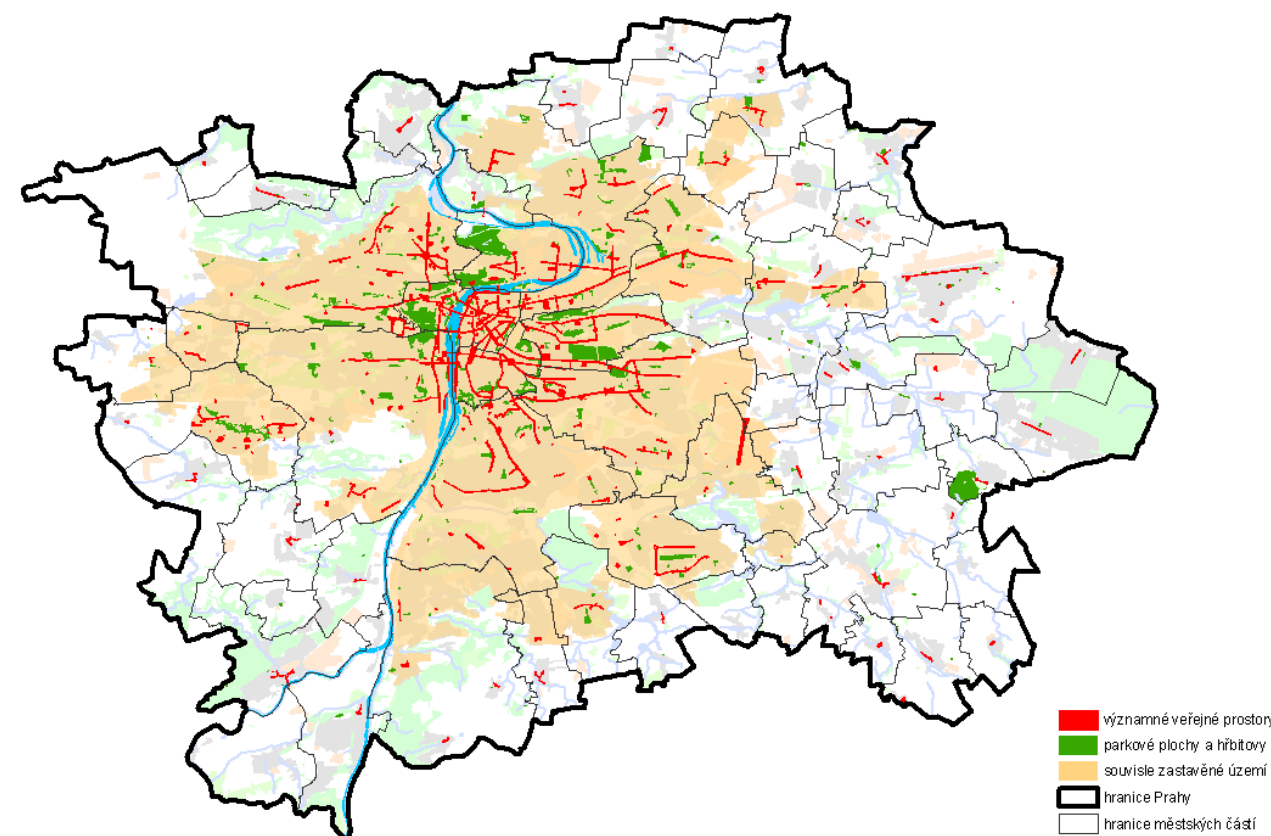 významné veřejné prostory
parkové plochy a hřbitovy
souvisle zastavěné území
hranice Prahy
hranice městských částí